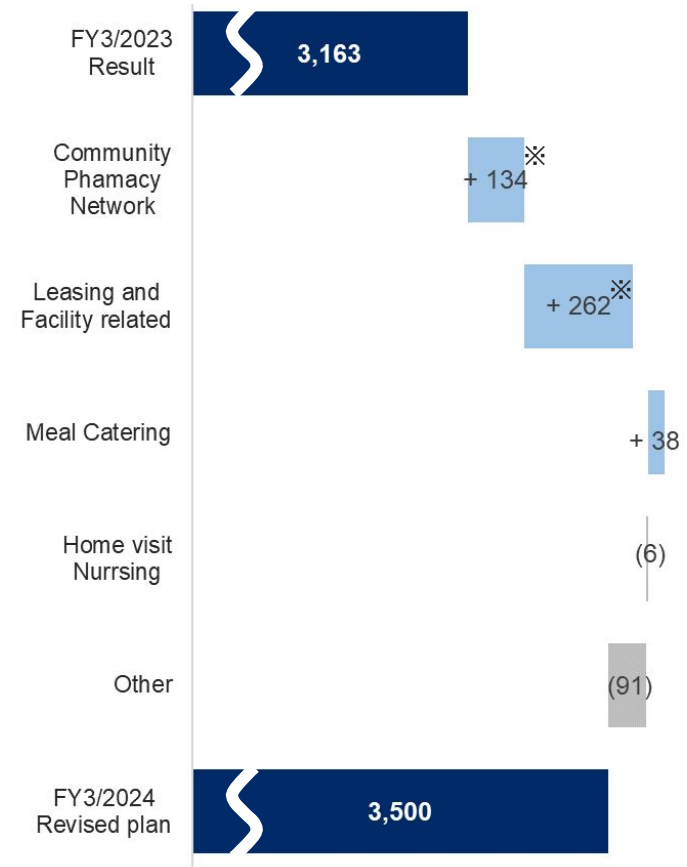 FY3/2023
Result
3,163
Community
Phamacy
Network
+ 134※
Leasing and
Facility related
+ 262※
Meal Catering
+ 38
Home visit
Nurrsing
(6)
Other
(91)
FY3/2024
Revised plan
3,500